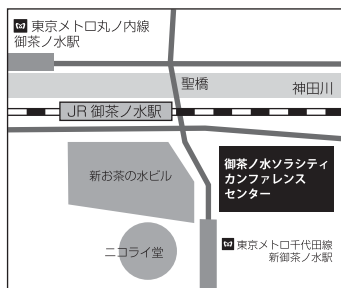 東京メトロ丸ノ内線
御茶ノ水駅
聖橋
神田川
JR 御茶ノ水駅
新お茶の水ビル
御茶ノ水ソラシティ
カンファレンス
センター
ニコライ堂
東京メトロ千代田線
新御茶ノ水駅